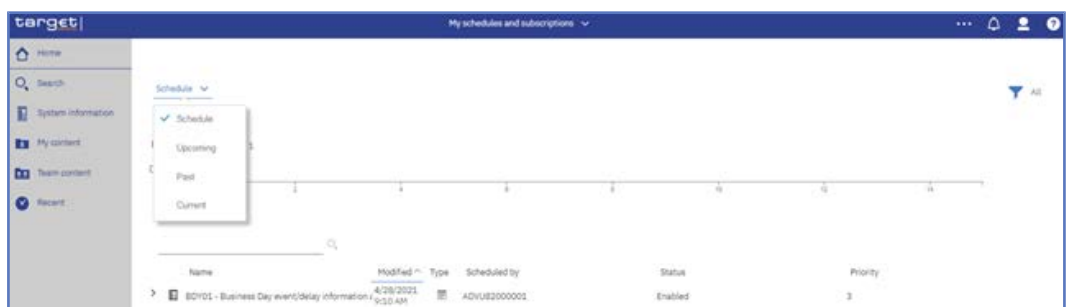 target|
My schedules and subscriptions
Home
Search
System information
My content
Team content
Recent
Schedule
All
Schedule
Upcoming
Past
Current
2 4 6 8 10 12 14
Name Modified Type Scheduled by Status Priority
BDY01 - Business Day event/delay information 4/28/2021 9:10 AM ADVU82000001 Enabled 3